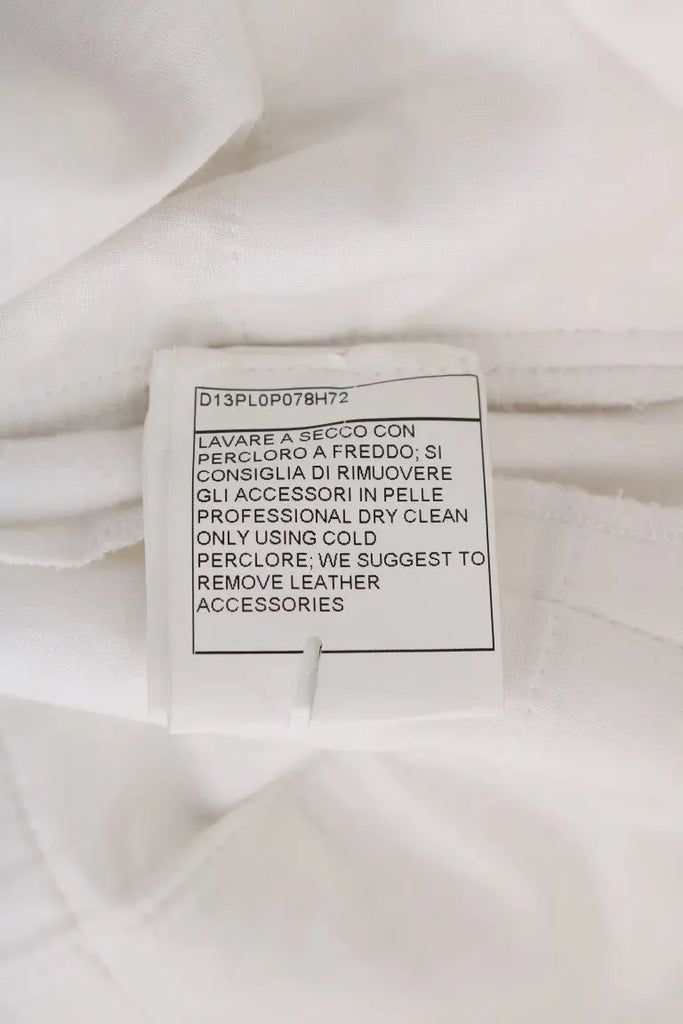 D13PL0P078H72
LAVARE A SECCO CON
PERCLORO A FREDDO; SI
CONSIGLIA DI RIMUOVERE
GLI ACCESSORI IN PELLE
PROFESSIONAL DRY CLEAN
ONLY USING COLD
PERCLORE; WE SUGGEST TO
REMOVE LEATHER
ACCESSORIES